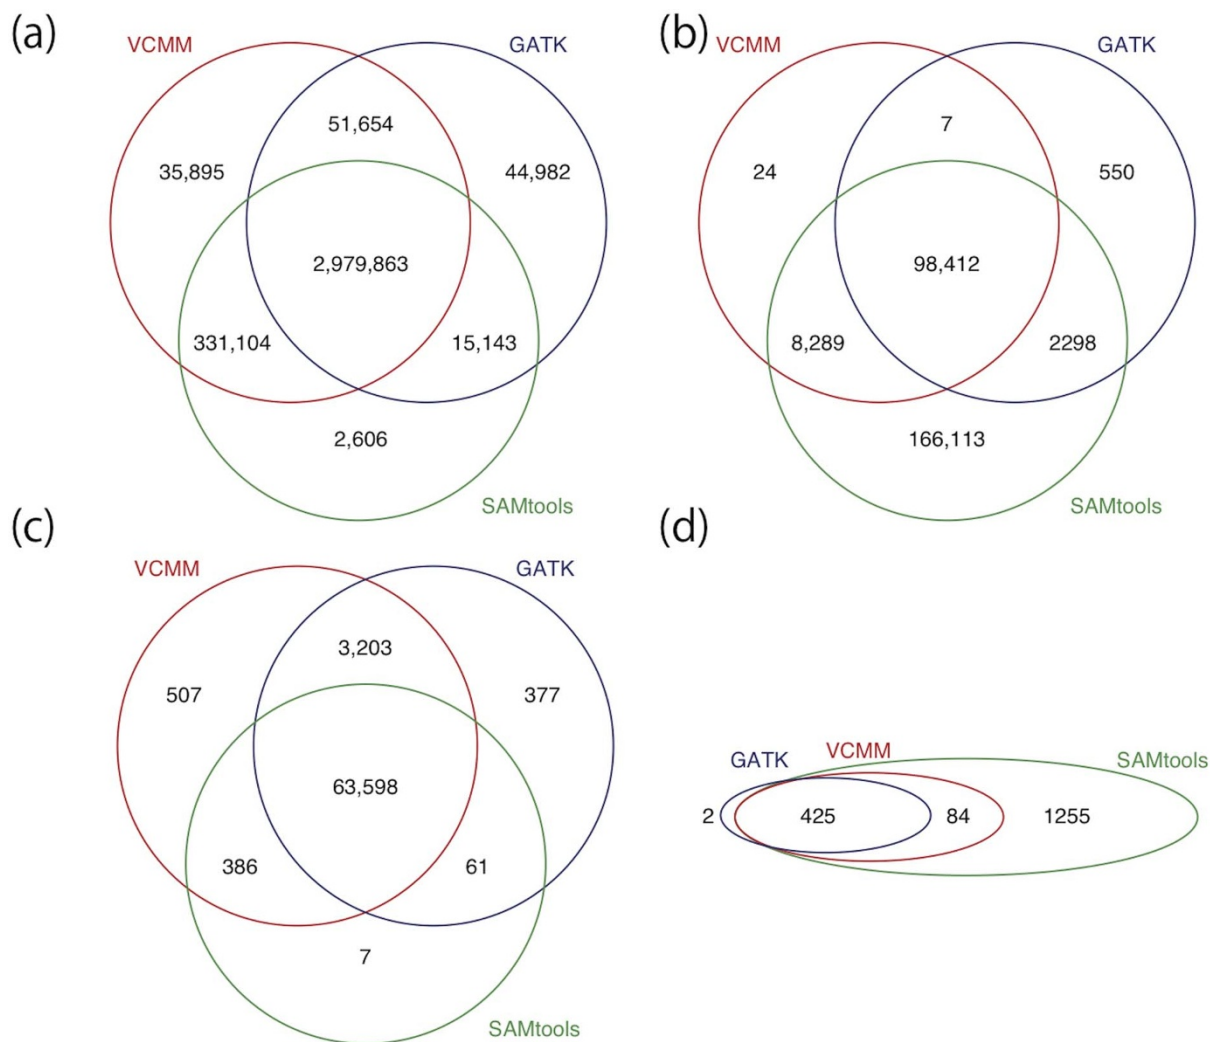 (a)
VCMM
GATK
51,654
35,895
44,982
2,979,863
331,104
15,143
2,606
SAMtools
(b)
VCMM
GATK
7
24
550
98,412
8,289
2298
166,113
SAMtools
(c)
VCMM
GATK
3,203
507
377
63,598
386
61
7
SAMtools
(d)
GATK
VCMM
SAMtools
2
425
84
1255